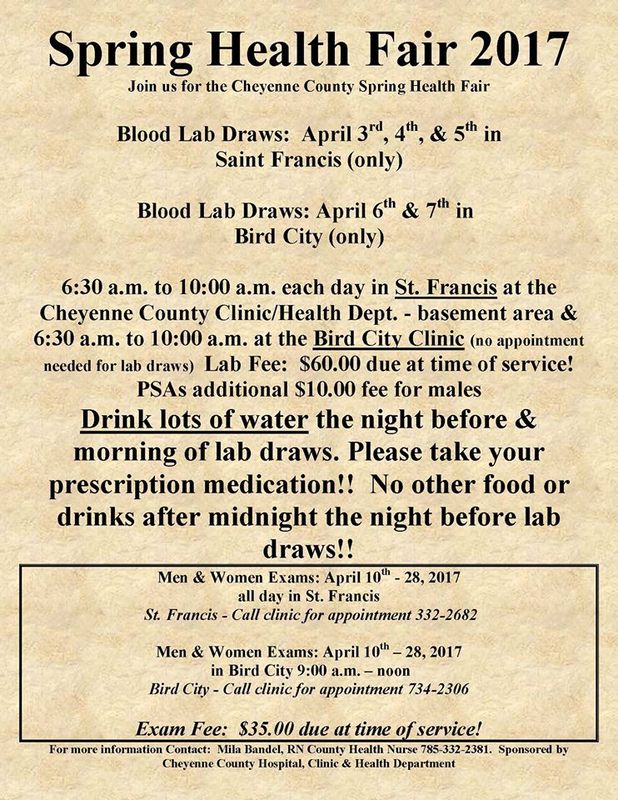 Spring Health Fair 2017
Join us for the Cheyenne County Spring Health Fair
Blood Lab Draws: April 3rd, 4th, & 5th in
Saint Francis (only)
Blood Lab Draws: April 6th & 7th in
Bird City (only)
6:30 a.m. to 10:00 a.m. each day in St. Francis at the
Cheyenne County Clinic/Health Dept. - basement area &
6:30 a.m. to 10:00 a.m. at the Bird City Clinic (no appointment
needed for lab draws) Lab Fee: $60.00 due at time of service!
PSAs additional $10.00 fee for males
Drink lots of water the night before &
morning of lab draws. Please take your
prescription medication!! No other food or
drinks after midnight the night before lab
draws!!
Men & Women Exams: April 10th - 28, 2017
all day in St. Francis
St. Francis - Call clinic for appointment 332-2682
Men & Women Exams: April 10th – 28, 2017
in Bird City 9:00 a.m. – noon
Bird City - Call clinic for appointment 734-2306
Exam Fee: $35.00 due at time of service!
For more information Contact: Mila Bandel, RN County Health Nurse 785-332-2381. Sponsored by
Cheyenne County Hospital, Clinic & Health Department